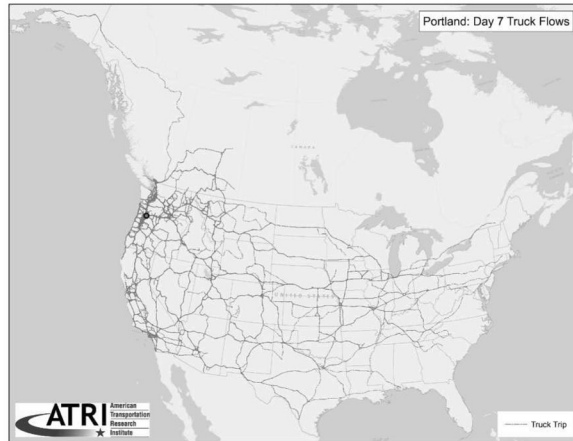 Portland: Day 7 Truck Flows
CANADA
UNITED STATES
ATRI
American
Transportation
Research
Institute
Truck Trip